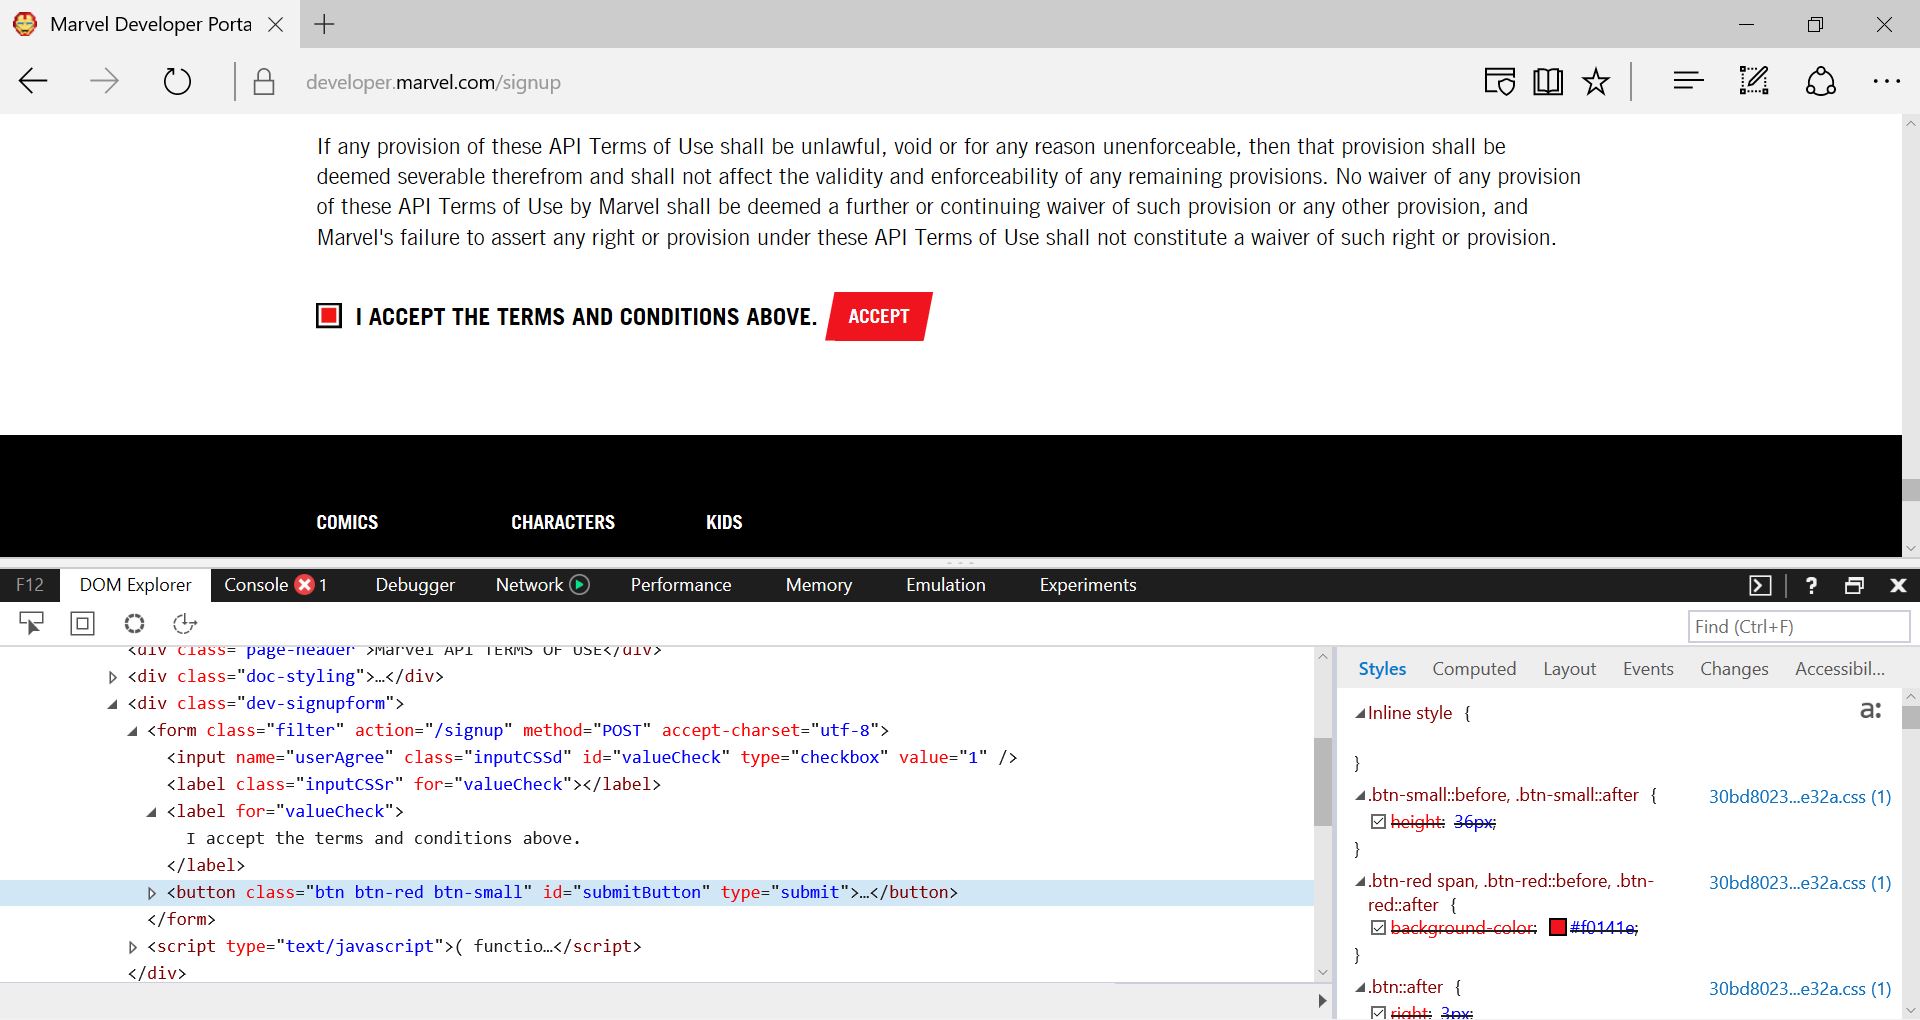 Marvel Developer Porta
developer.marvel.com/signup
If any provision of these API Terms of Use shall be unlawful, void or for any reason unenforceable, then that provision shall be
deemed severable therefrom and shall not affect the validity and enforceability of any remaining provisions. No waiver of any provision
of these API Terms of Use by Marvel shall be deemed a further or continuing waiver of such provision or any other provision, and
Marvel's failure to assert any right or provision under these API Terms of Use shall not constitute a waiver of such right or provision.
I ACCEPT THE TERMS AND CONDITIONS ABOVE. ACCEPT
COMICS CHARACTERS KIDS
F12 DOM Explorer Console 1 Debugger Network Performance Memory Emulation Experiments ?
Find (Ctrl+F)
<div class="page-header">Marvel API TERMS OF USE</div>
<div class="doc-styling">…</div>
<div class="dev-signupform">
<form class="filter" action="/signup" method="POST" accept-charset="utf-8">
<input name="userAgree" class="inputCSSd" id="valueCheck" type="checkbox" value="1" />
<label class="inputCSSr" for="valueCheck"></label>
<label for="valueCheck">
I accept the terms and conditions above.
</label>
<button class="btn btn-red btn-small" id="submitButton" type="submit">…</button>
</form>
<script type="text/javascript">( functio…</script>
</div>
Styles Computed Layout Events Changes Accessibil...
Inline style { a:
}
.btn-small::before, .btn-small::after { 30bd8023...e32a.css (1)
height: 36px;
}
.btn-red span, .btn-red::before, .btn- 30bd8023...e32a.css (1)
red::after {
background-color: #f0141e;
}
.btn::after { 30bd8023...e32a.css (1)
right: 3px;